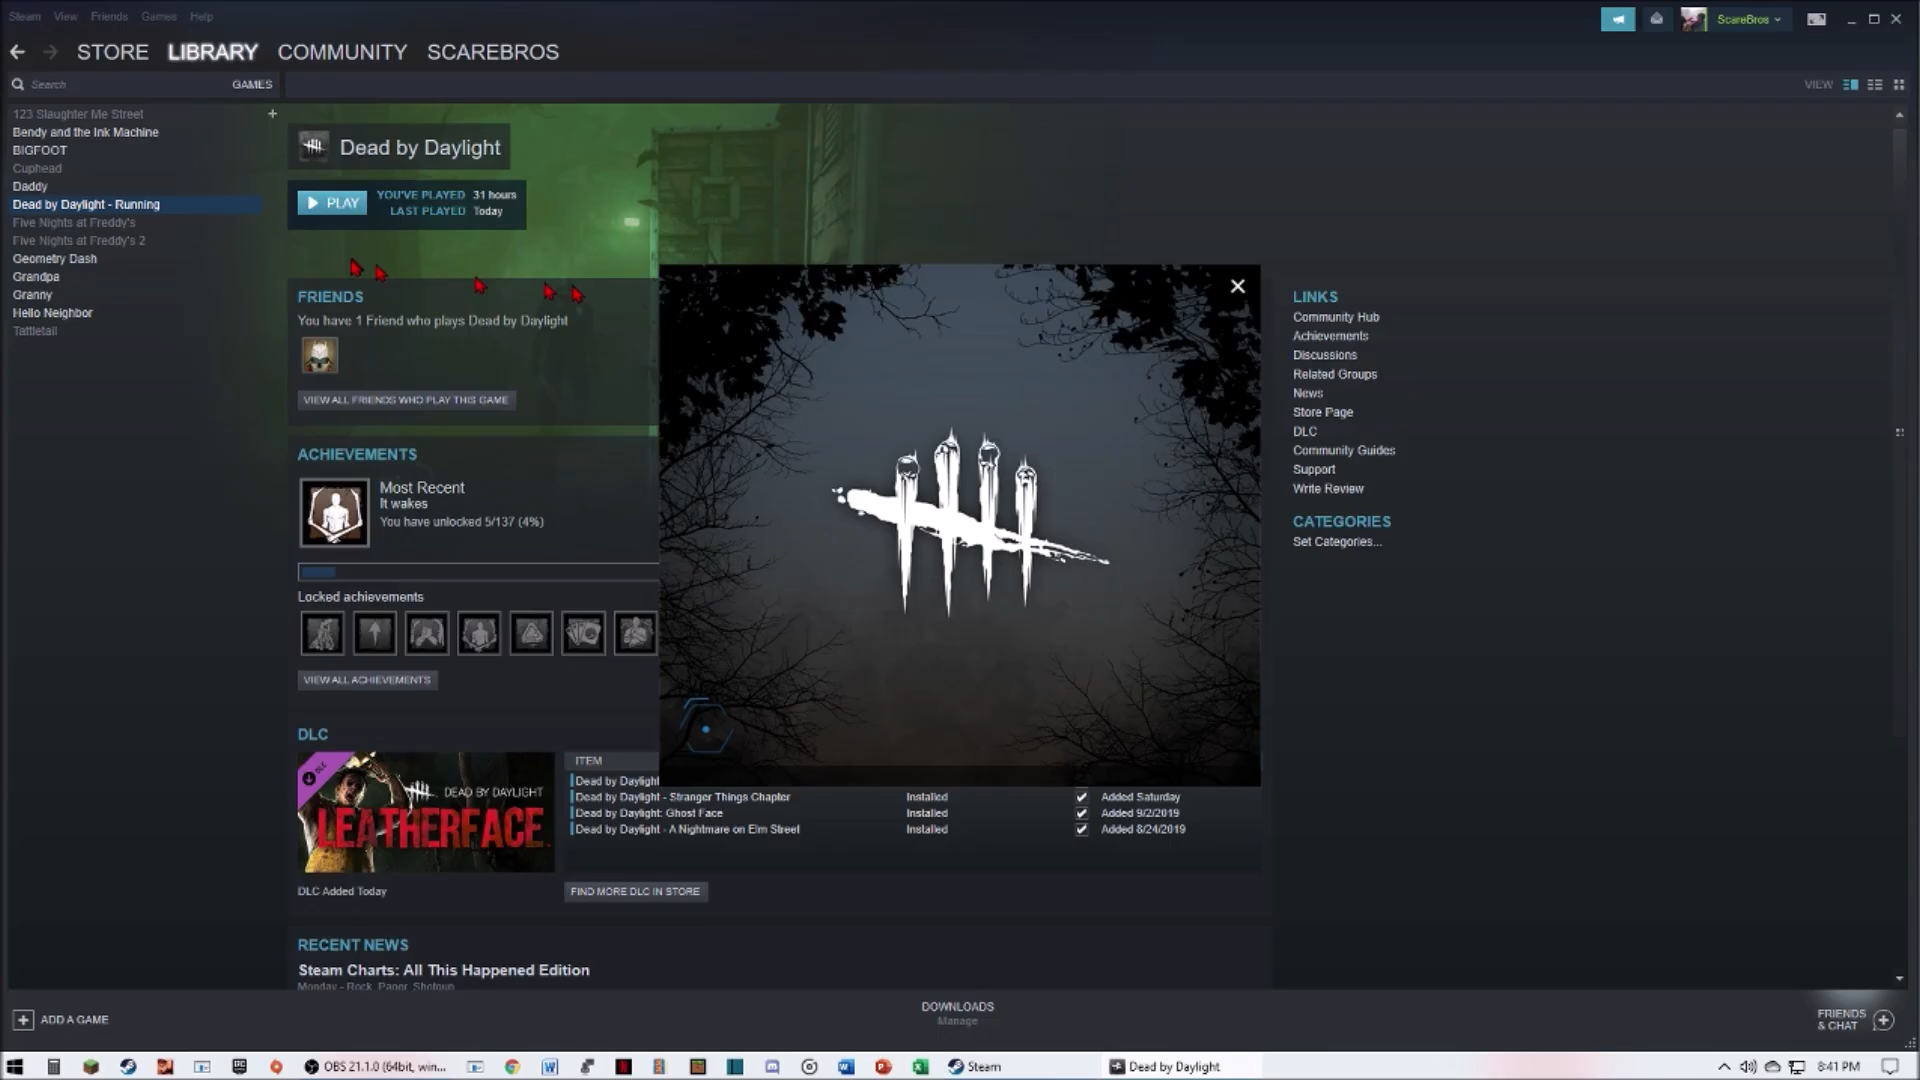 Steam View Friends Games Help
ScareBros
STORE LIBRARY COMMUNITY SCAREBROS
Search GAMES
VIEW
123 Slaughter Me Street
Bendy and the Ink Machine
BIGFOOT
Cuphead
Daddy
Dead by Daylight - Running
Five Nights at Freddy's
Five Nights at Freddy's 2
Geometry Dash
Grandpa
Granny
Hello Neighbor
Tattletail
Dead by Daylight
PLAY
YOU'VE PLAYED 31 hours
LAST PLAYED Today
FRIENDS
You have 1 Friend who plays Dead by Daylight
VIEW ALL FRIENDS WHO PLAY THIS GAME
ACHIEVEMENTS
Most Recent
It wakes
You have unlocked 5/137 (4%)
Locked achievements
VIEW ALL ACHIEVEMENTS
DLC
DLC
DEAD BY DAYLIGHT
LEATHERFACE
DLC Added Today
ITEM
Dead by Daylight
Dead by Daylight - Stranger Things Chapter Installed Added Saturday
Dead by Daylight: Ghost Face Installed Added 9/2/2019
Dead by Daylight - A Nightmare on Elm Street Installed Added 8/24/2019
FIND MORE DLC IN STORE
RECENT NEWS
Steam Charts: All This Happened Edition
Monday - Rock, Paper, Shotgun
LINKS
Community Hub
Achievements
Discussions
Related Groups
News
Store Page
DLC
Community Guides
Support
Write Review
CATEGORIES
Set Categories...
ADD A GAME
DOWNLOADS
Manage
FRIENDS
& CHAT
OBS 21.1.0 (64bit, win...
Steam
Dead by Daylight
8:41 PM